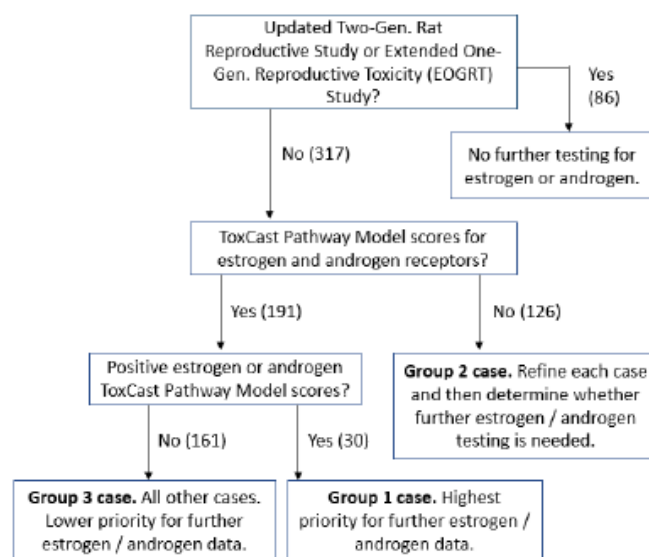 Updated Two-Gen. Rat
Reproductive Study or Extended One-
Gen. Reproductive Toxicity (EOGRT)
Study?
Yes
(86)
No (317)
No further testing for
estrogen or androgen.
ToxCast Pathway Model scores for
estrogen and androgen receptors?
Yes (191)
No (126)
Positive estrogen or androgen
ToxCast Pathway Model scores?
Group 2 case. Refine each case
and then determine whether
further estrogen / androgen
testing is needed.
No (161)
Yes (30)
Group 3 case. All other cases.
Lower priority for further
estrogen / androgen data.
Group 1 case. Highest
priority for further estrogen /
androgen data.